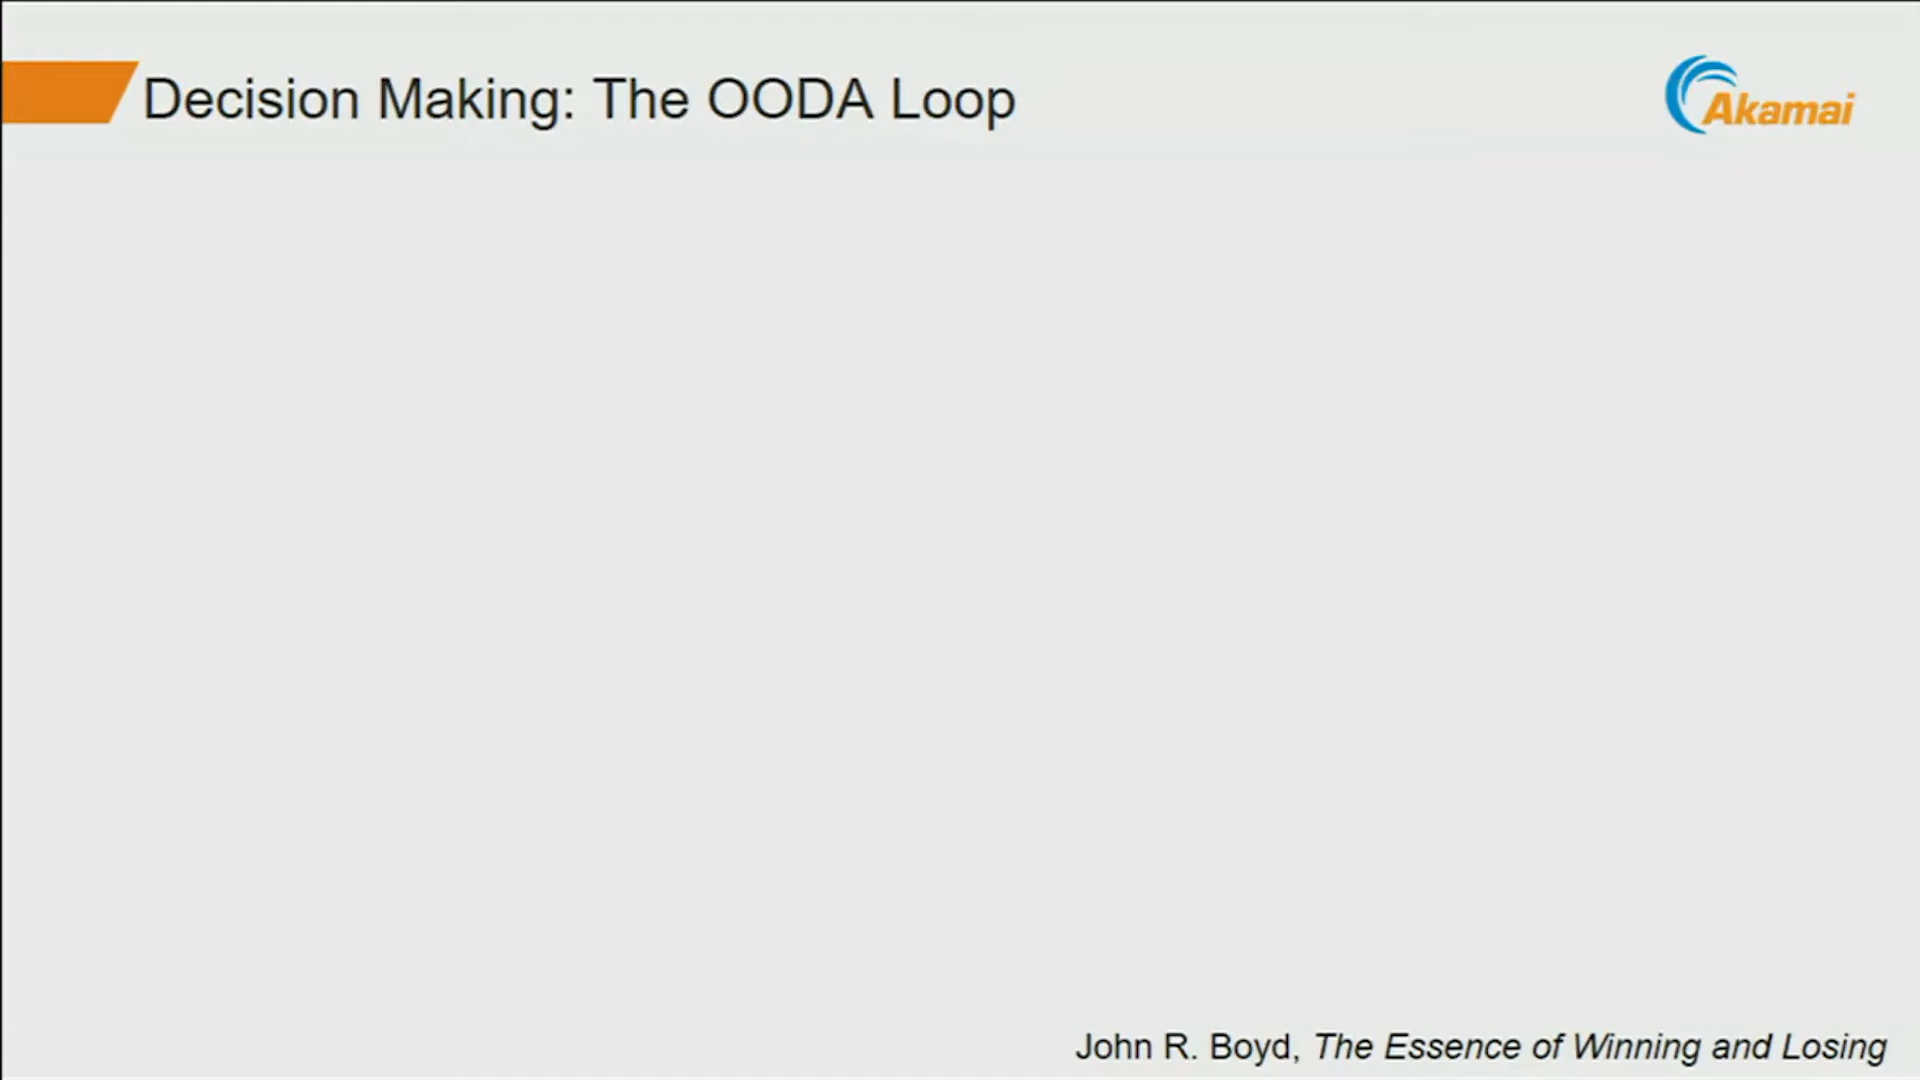 Decision Making: The OODA Loop
Akamai
John R. Boyd, The Essence of Winning and Losing